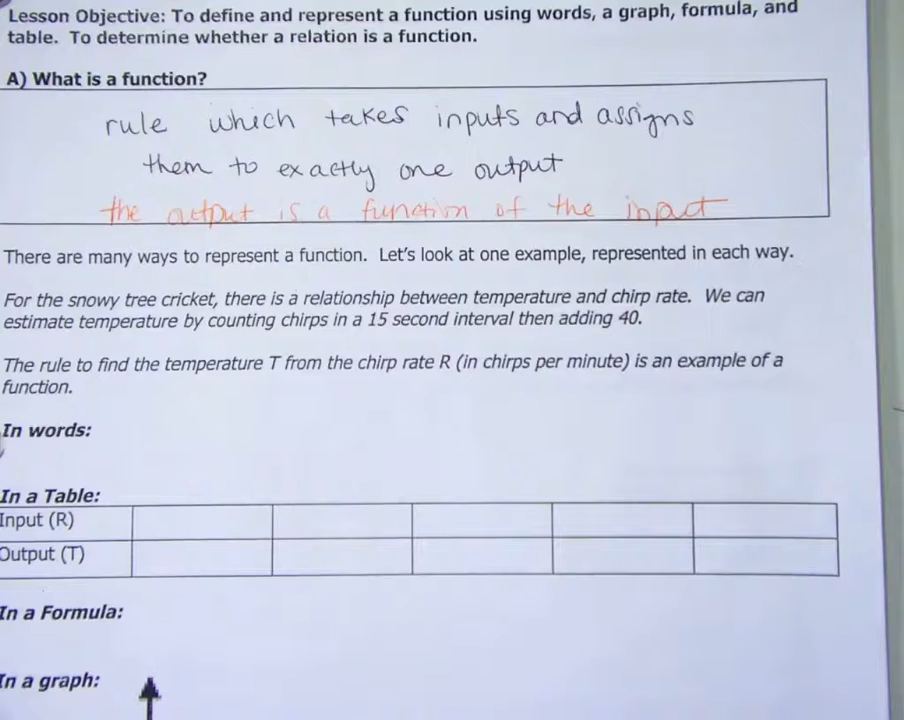 Lesson Objective: To define and represent a function using words, a graph, formula, and
table. To determine whether a relation is a function.
A) What is a function?
rule which takes inputs and assigns
them to exactly one output
the output is a function of the input
There are many ways to represent a function. Let's look at one example, represented in each way.
For the snowy tree cricket, there is a relationship between temperature and chirp rate. We can
estimate temperature by counting chirps in a 15 second interval then adding 40.
The rule to find the temperature T from the chirp rate R (in chirps per minute) is an example of a
function.
In words:
In a Table:
Input (R)
Output (T)
In a Formula:
In a graph: